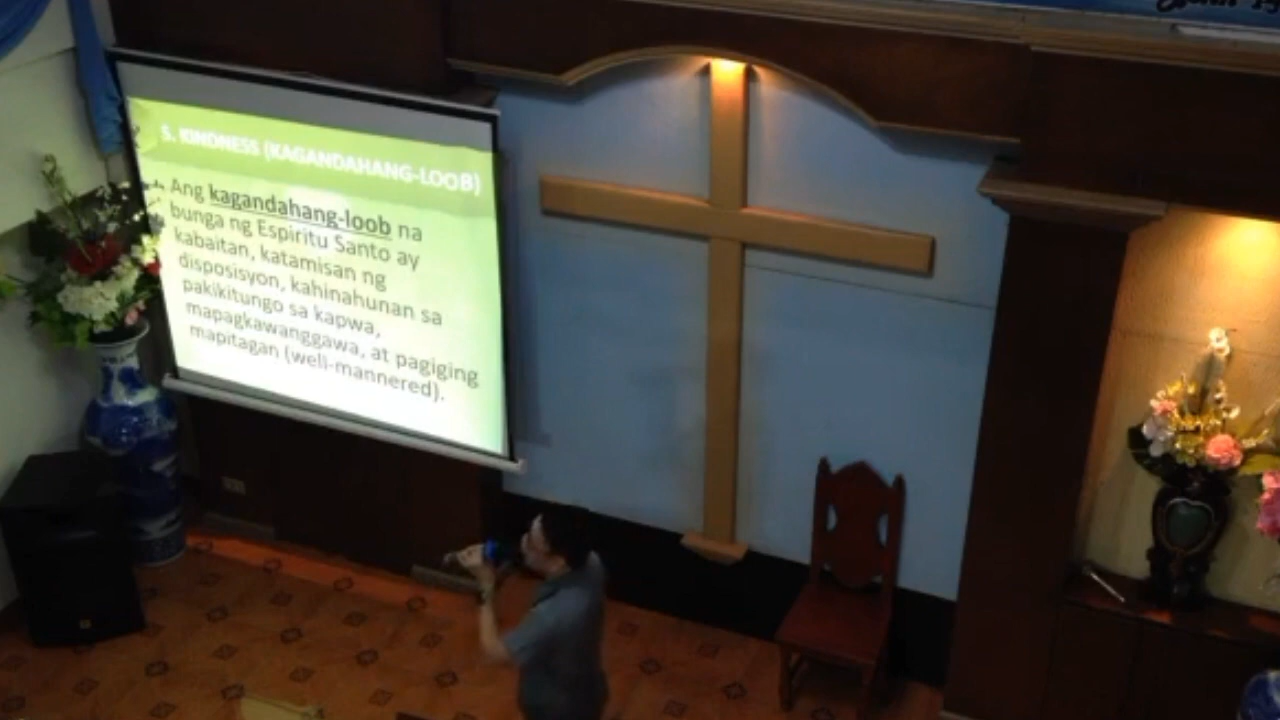 5. KINDNESS (KAGANDAHANG-LOOB)
Ang kagandahang-loob na
bunga ng Espiritu Santo ay
kabaitan, katamisan ng
disposisyon, kahinahunan sa
pakikitungo sa kapwa,
mapagkawanggawa, at pagiging
mapitagan (well-mannered).